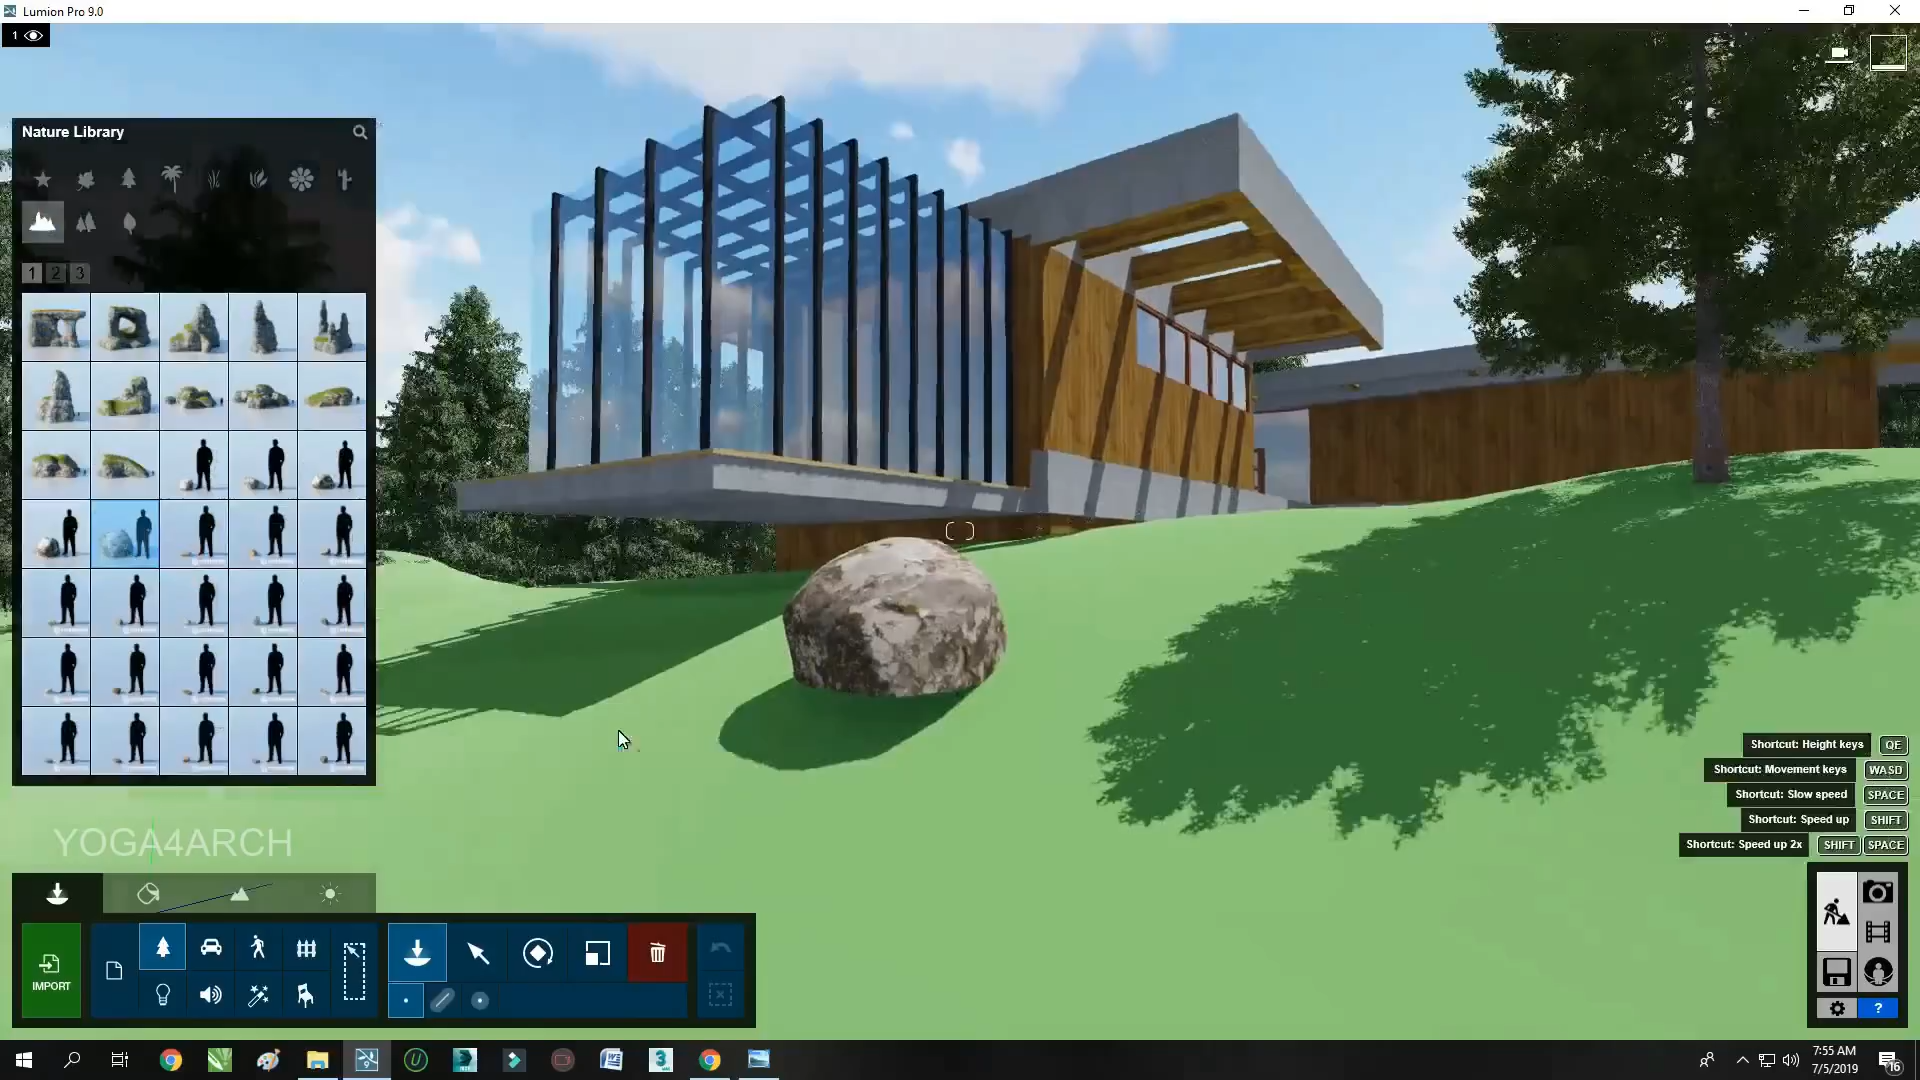 Lumion Pro 9.0
1
Nature Library
1 2 3
Shortcut: Height keys QE
Shortcut: Movement keys WASD
Shortcut: Slow speed SPACE
Shortcut: Speed up SHIFT
Shortcut: Speed up 2x SHIFT SPACE
YOGA4ARCH
IMPORT
?
7:55 AM
7/5/2019
16